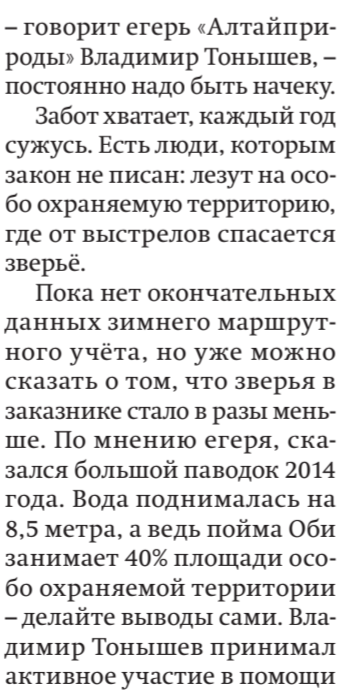 – говорит егерь «Алтайпри-
роды» Владимир Тонышев, –
постоянно надо быть начеку.
Забот хватает, каждый год
сужусь. Есть люди, которым
закон не писан: лезут на осо-
бо охраняемую территорию,
где от выстрелов спасается
зверьё.
Пока нет окончательных
данных зимнего маршрут-
ного учёта, но уже можно
сказать о том, что зверья в
заказнике стало в разы мень-
ше. По мнению егеря, ска-
зался большой паводок 2014
года. Вода поднималась на
8,5 метра, а ведь пойма Оби
занимает 40% площади осо-
бо охраняемой территории
– делайте выводы сами. Вла-
димир Тонышев принимал
активное участие в помощи